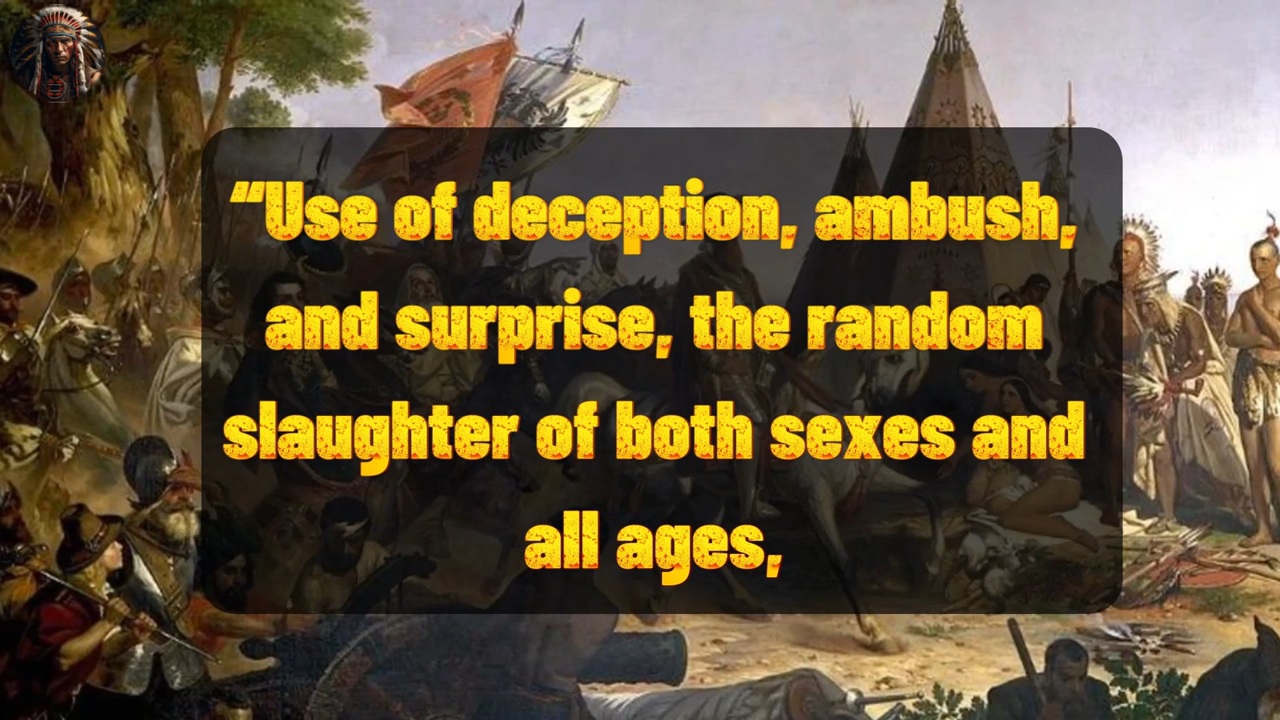 “Use of deception, ambush,
and surprise, the random
slaughter of both sexes and
all ages,